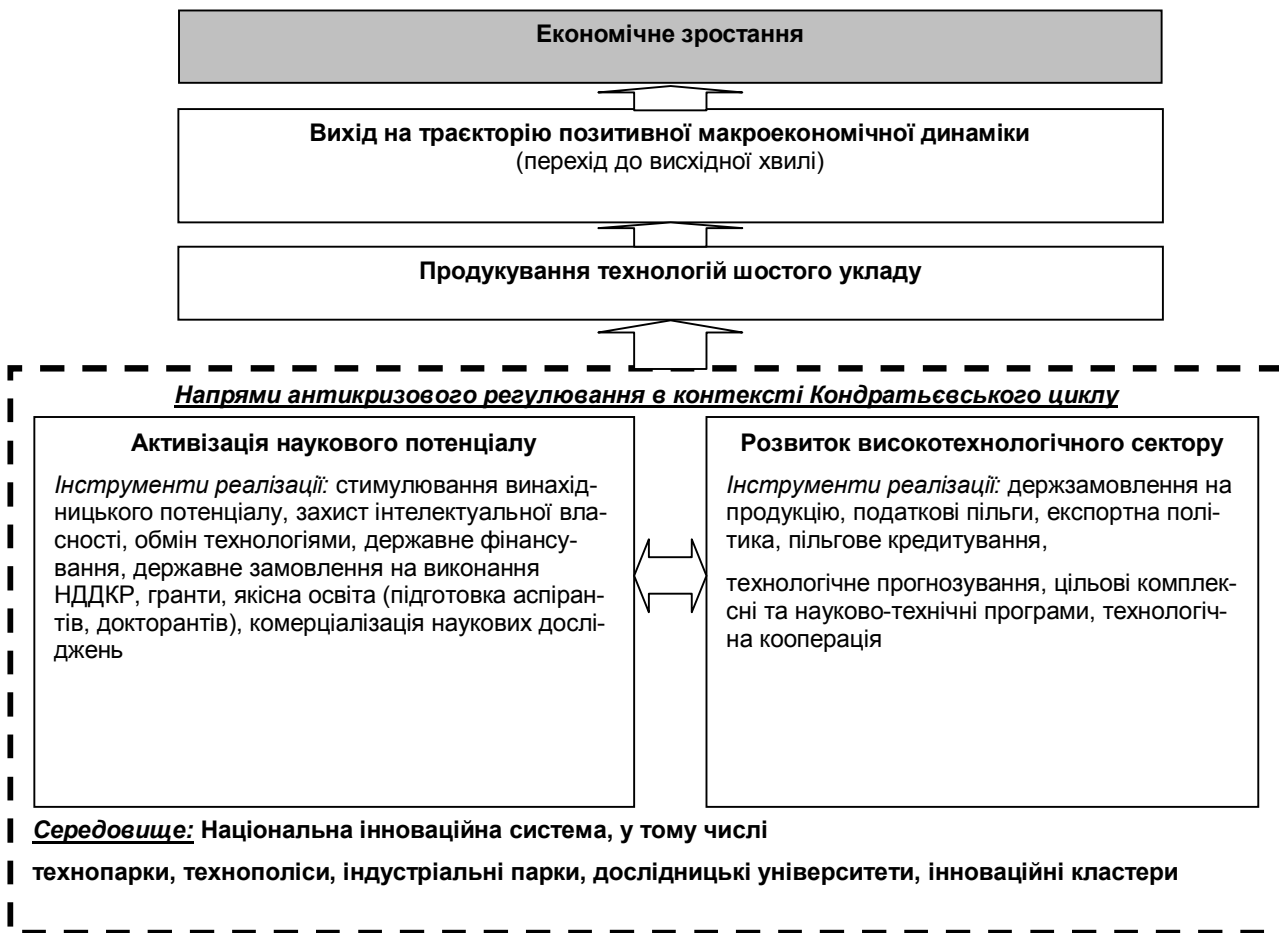 Економічне зростання
Вихід на траєкторію позитивної макроекономічної динаміки
(перехід до висхідної хвилі)
Продукування технологій шостого укладу
Напрями антикризового регулювання в контексті Кондратьєвського циклу
Активізація наукового потенціалу
Інструменти реалізації: стимулювання винахід-
ницького потенціалу, захист інтелектуальної вла-
сності, обмін технологіями, державне фінансу-
вання, державне замовлення на виконання
НДДКР, гранти, якісна освіта (підготовка аспіран-
тів, докторантів), комерціалізація наукових дослі-
джень
Розвиток високотехнологічного сектору
Інструменти реалізації: держзамовлення на
продукцію, податкові пільги, експортна полі-
тика, пільгове кредитування,
технологічне прогнозування, цільові комплек-
сні та науково-технічні програми, технологіч-
на кооперація
Середовище: Національна інноваційна система, у тому числі
технопарки, технополіси, індустріальні парки, дослідницькі університети, інноваційні кластери